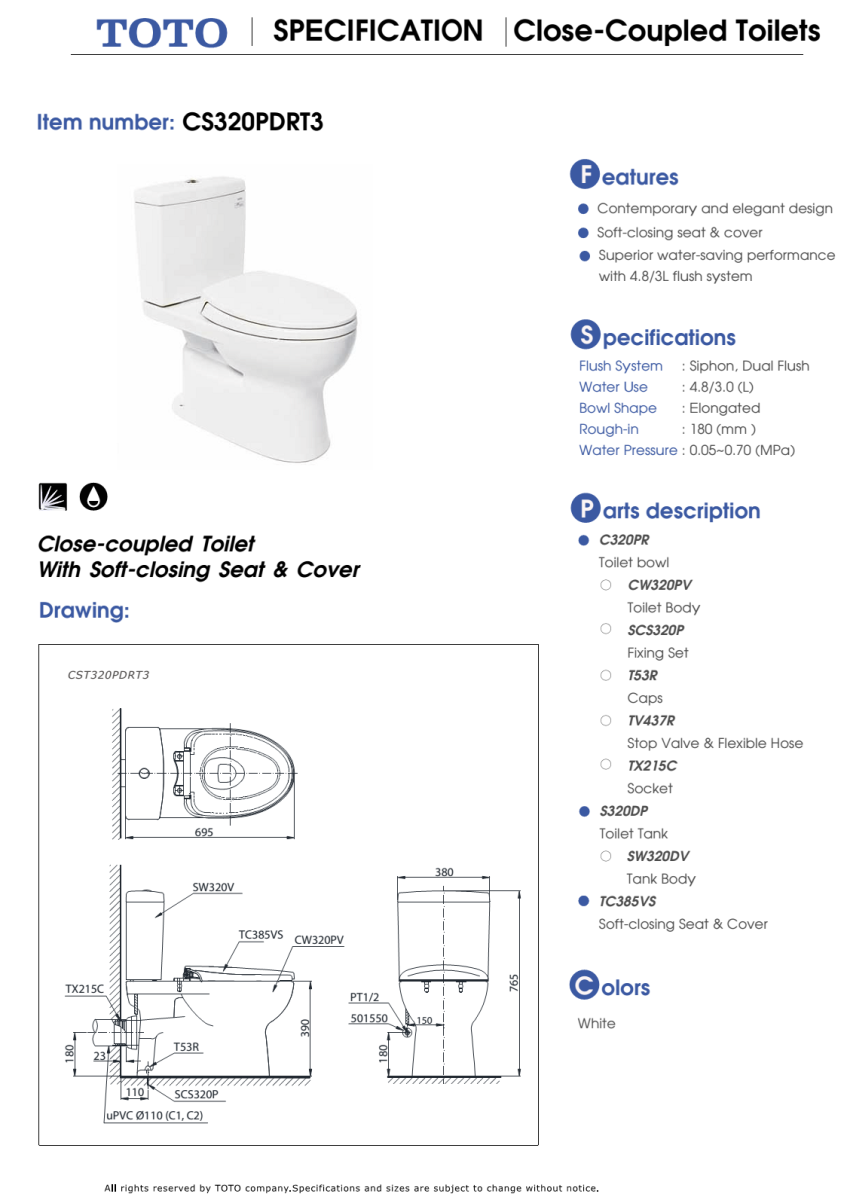 TOTO SPECIFICATION Close-Coupled Toilets
Item number: CS320PDRT3
Features
Contemporary and elegant design
Soft-closing seat & cover
Superior water-saving performance
with 4.8/3L flush system
Specifications
Flush System : Siphon, Dual Flush
Water Use : 4.8/3.0 (L)
Bowl Shape : Elongated
Rough-in : 180 (mm )
Water Pressure : 0.05~0.70 (MPa)
Close-coupled Toilet
With Soft-closing Seat & Cover
Parts description
C320PR
Toilet bowl
CW320PV
Toilet Body
SCS320P
Fixing Set
T53R
Caps
TV437R
Stop Valve & Flexible Hose
TX215C
Socket
S320DP
Toilet Tank
SW320DV
Tank Body
TC385VS
Soft-closing Seat & Cover
Colors
White
Drawing:
CST320PDRT3
695
SW320V
TC385VS
CW320PV
TX215C
180
23
T53R
390
110
SCS320P
uPVC Ø110 (C1, C2)
380
765
PT1/2
501550
150
180
All rights reserved by TOTO company.Specifications and sizes are subject to change without notice.